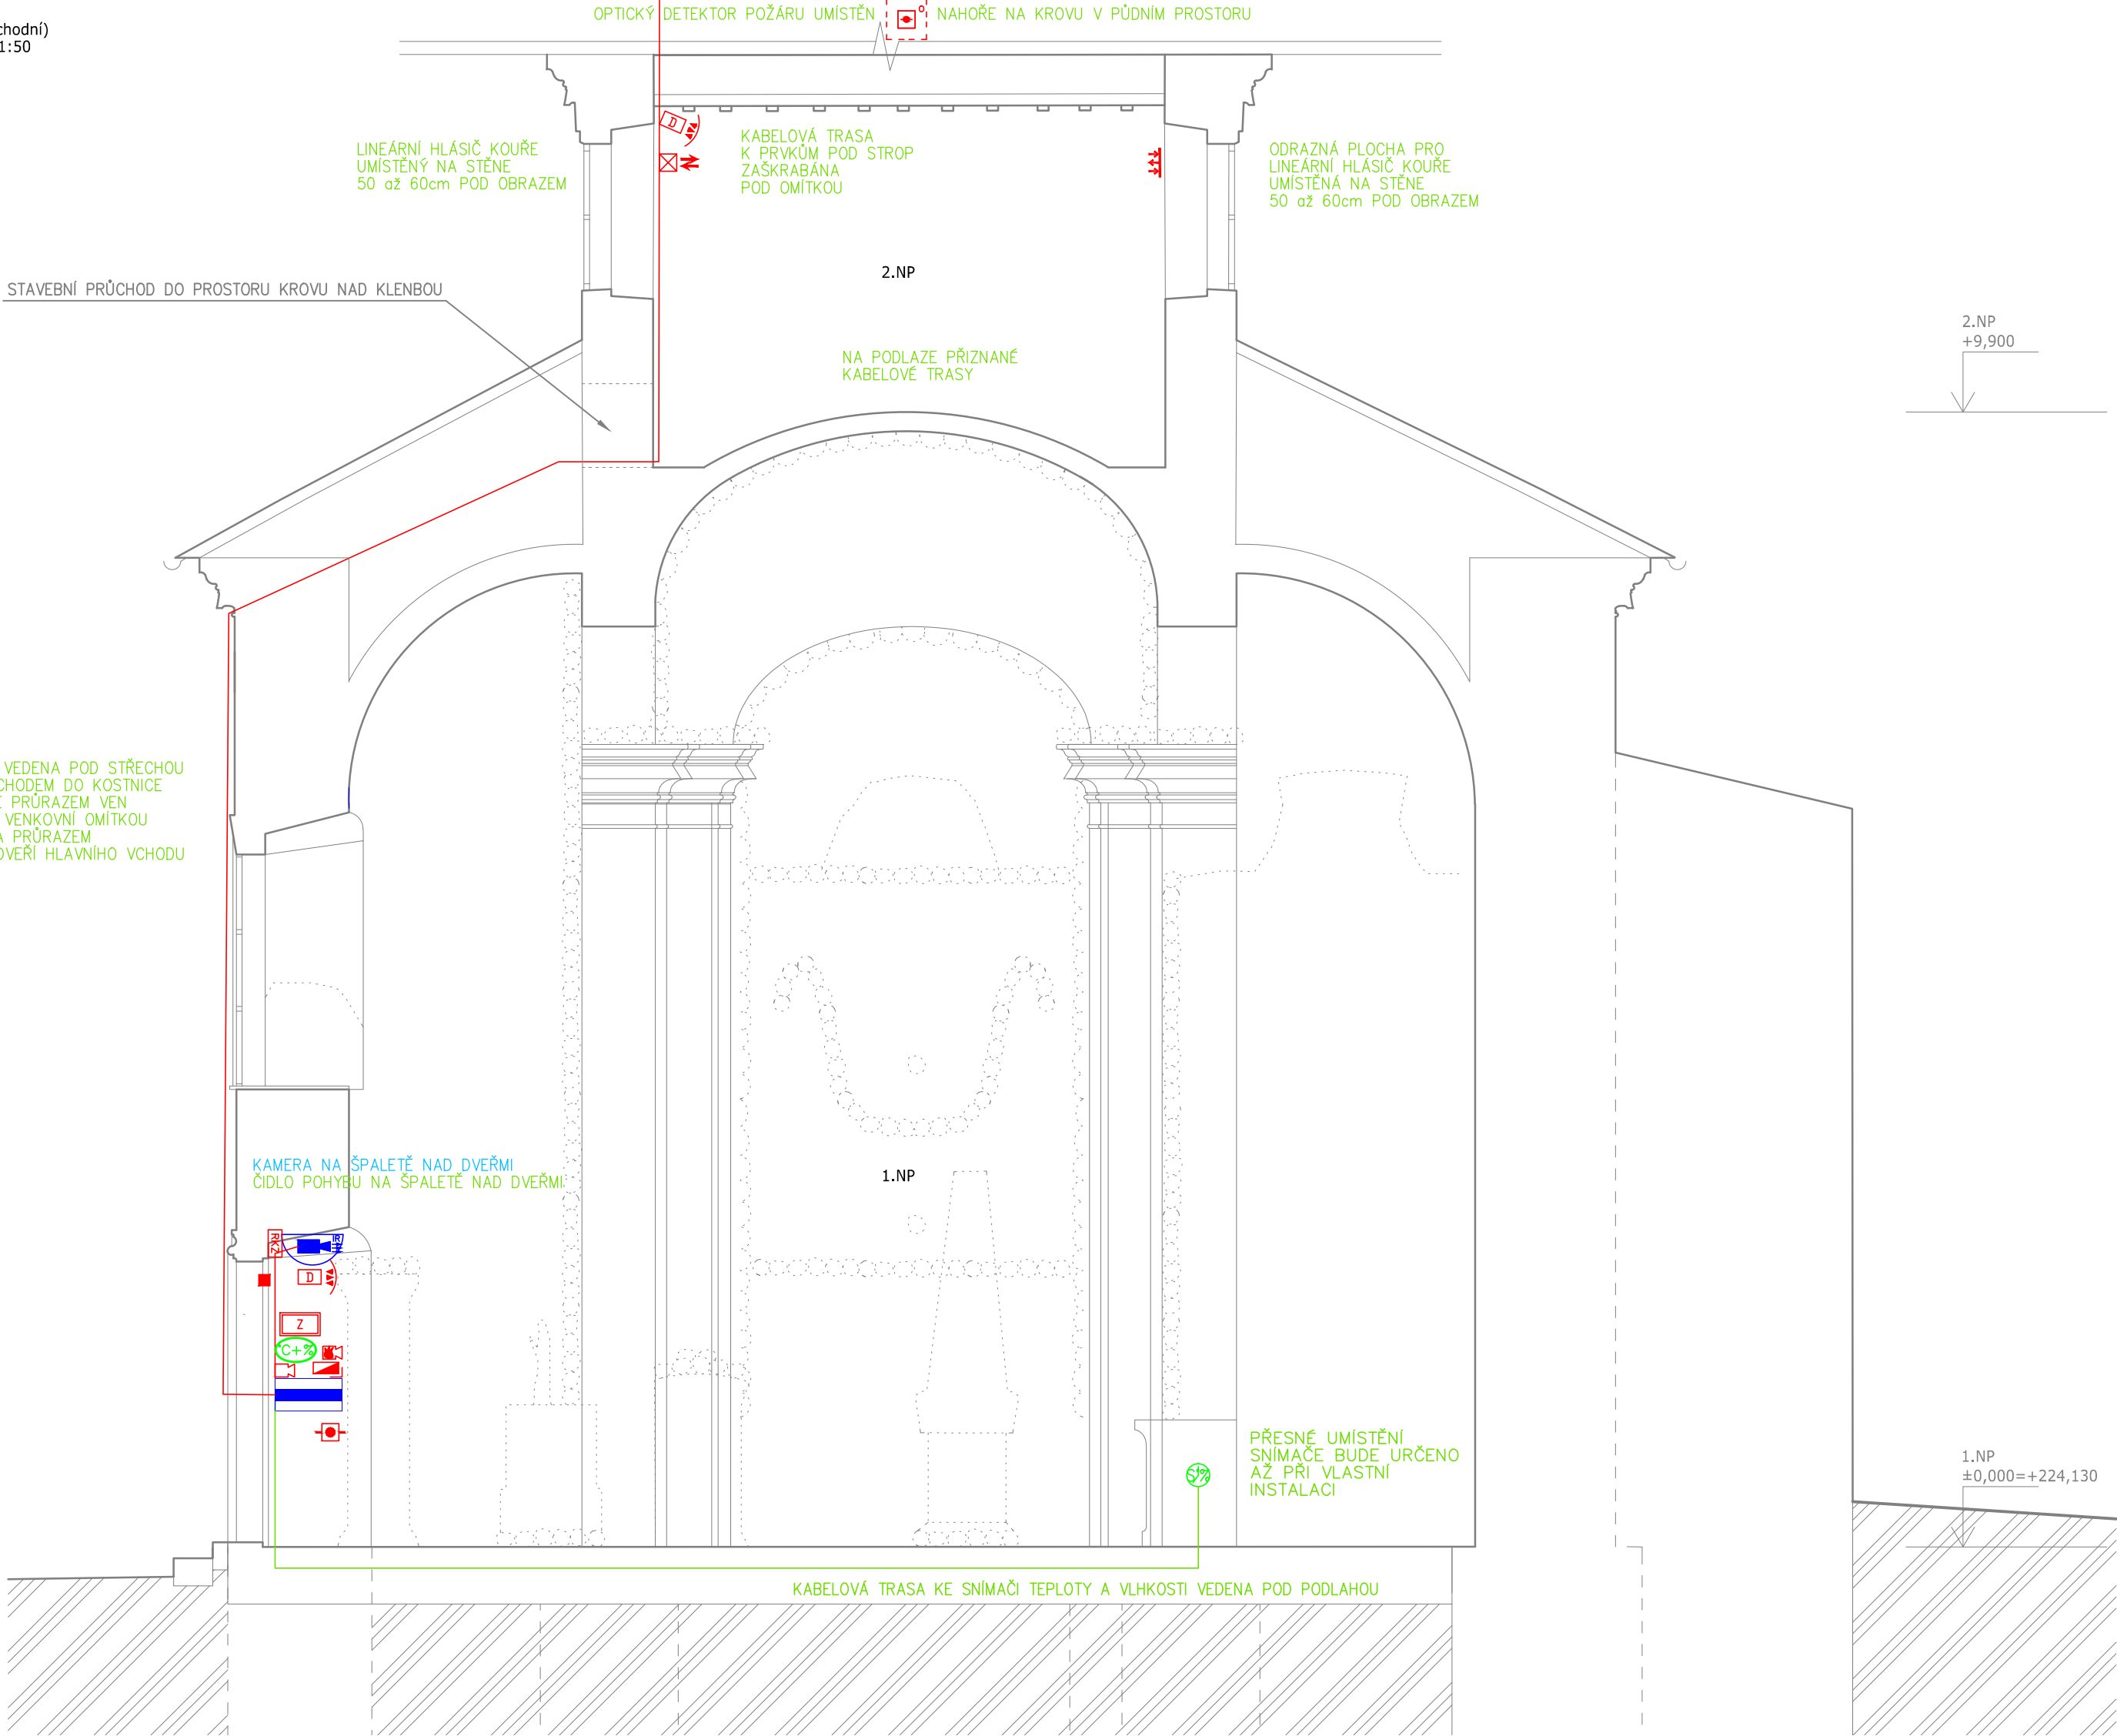 OPTICKÝ DETEKTOR POŽÁRU UMÍSTĚN NAHOŘE NA KROVU V PŮDNÍM PROSTORU
chodní)
1:50
LINEÁRNÍ HLÁSIČ KOUŘE
UMÍSTĚNÝ NA STĚNE
50 až 60cm POD OBRAZEM
D
KABELOVÁ TRASA
K PRVKŮM POD STROP
ZAŠKRABÁNA
POD OMÍTKOU
ODRAZNÁ PLOCHA PRO
LINEÁRNÍ HLÁSIČ KOUŘE
UMÍSTĚNÁ NA STĚNE
50 až 60cm POD OBRAZEM
2.NP
STAVEBNÍ PRŮCHOD DO PROSTORU KROVU NAD KLENBOU
2.NP
+9,900
NA PODLAZE PŘIZNANÉ
KABELOVÉ TRASY
VEDENA POD STŘECHOU
CHODEM DO KOSTNICE
E PRŮRAZEM VEN
VENKOVNÍ OMÍTKOU
A PRŮRAZEM
DVEŘÍ HLAVNÍHO VCHODU
KAMERA NA ŠPALETĚ NAD DVEŘMI
ČIDLO POHYBU NA ŠPALETĚ NAD DVEŘMI
1.NP
RKZ
IR
D
Z
°C+%
PŘESNÉ UMÍSTĚNÍ
SNÍMAČE BUDE URČENO
AŽ PŘI VLASTNÍ
INSTALACI
1.NP
±0,000=+224,130
KABELOVÁ TRASA KE SNÍMAČI TEPLOTY A VLHKOSTI VEDENA POD PODLAHOU